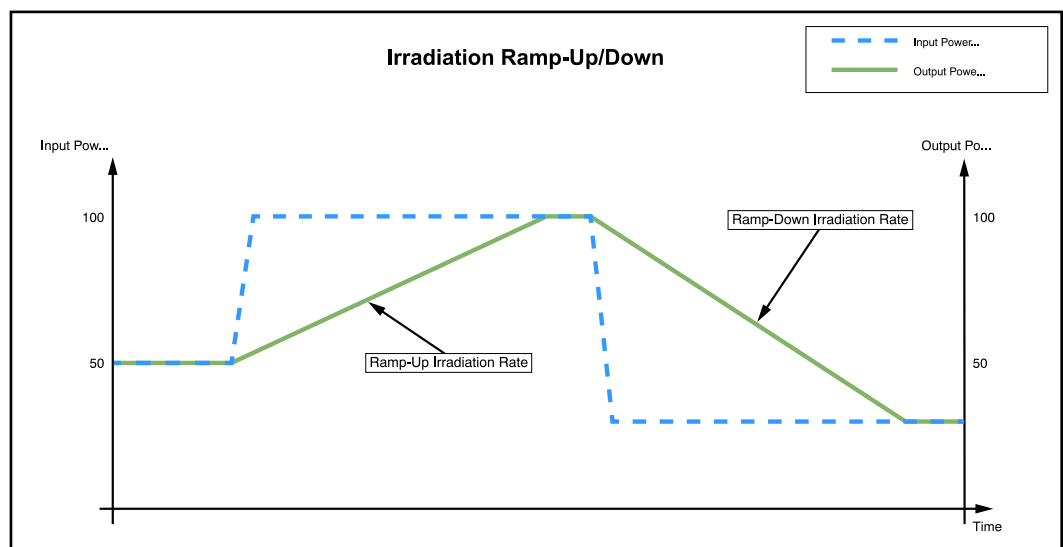 Irradiation Ramp-Up/Down
Input Power...
Output Powe...
Input Pow...
Output Po...
100
100
Ramp-Down Irradiation Rate
50
Ramp-Up Irradiation Rate
50
Time